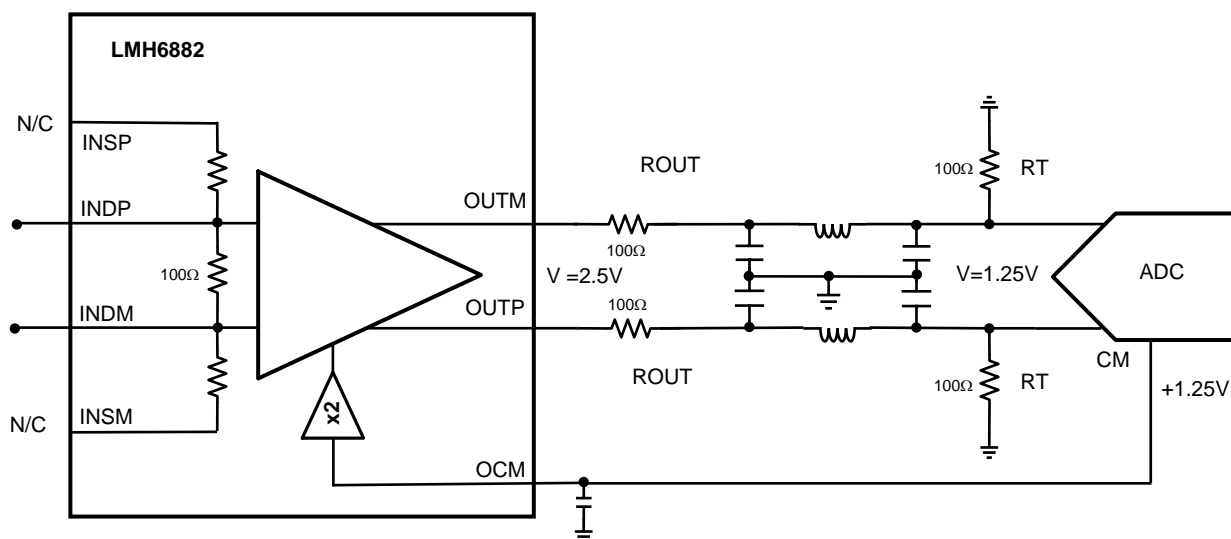 LMH6882
N/C
INSP
INDP
100Ω
INDM
INSM
N/C
x2
OUTM
OUTP
OCM
V =2.5V
ROUT
100Ω
100Ω
ROUT
100Ω
RT
V=1.25V
ADC
100Ω
RT
CM
+1.25V